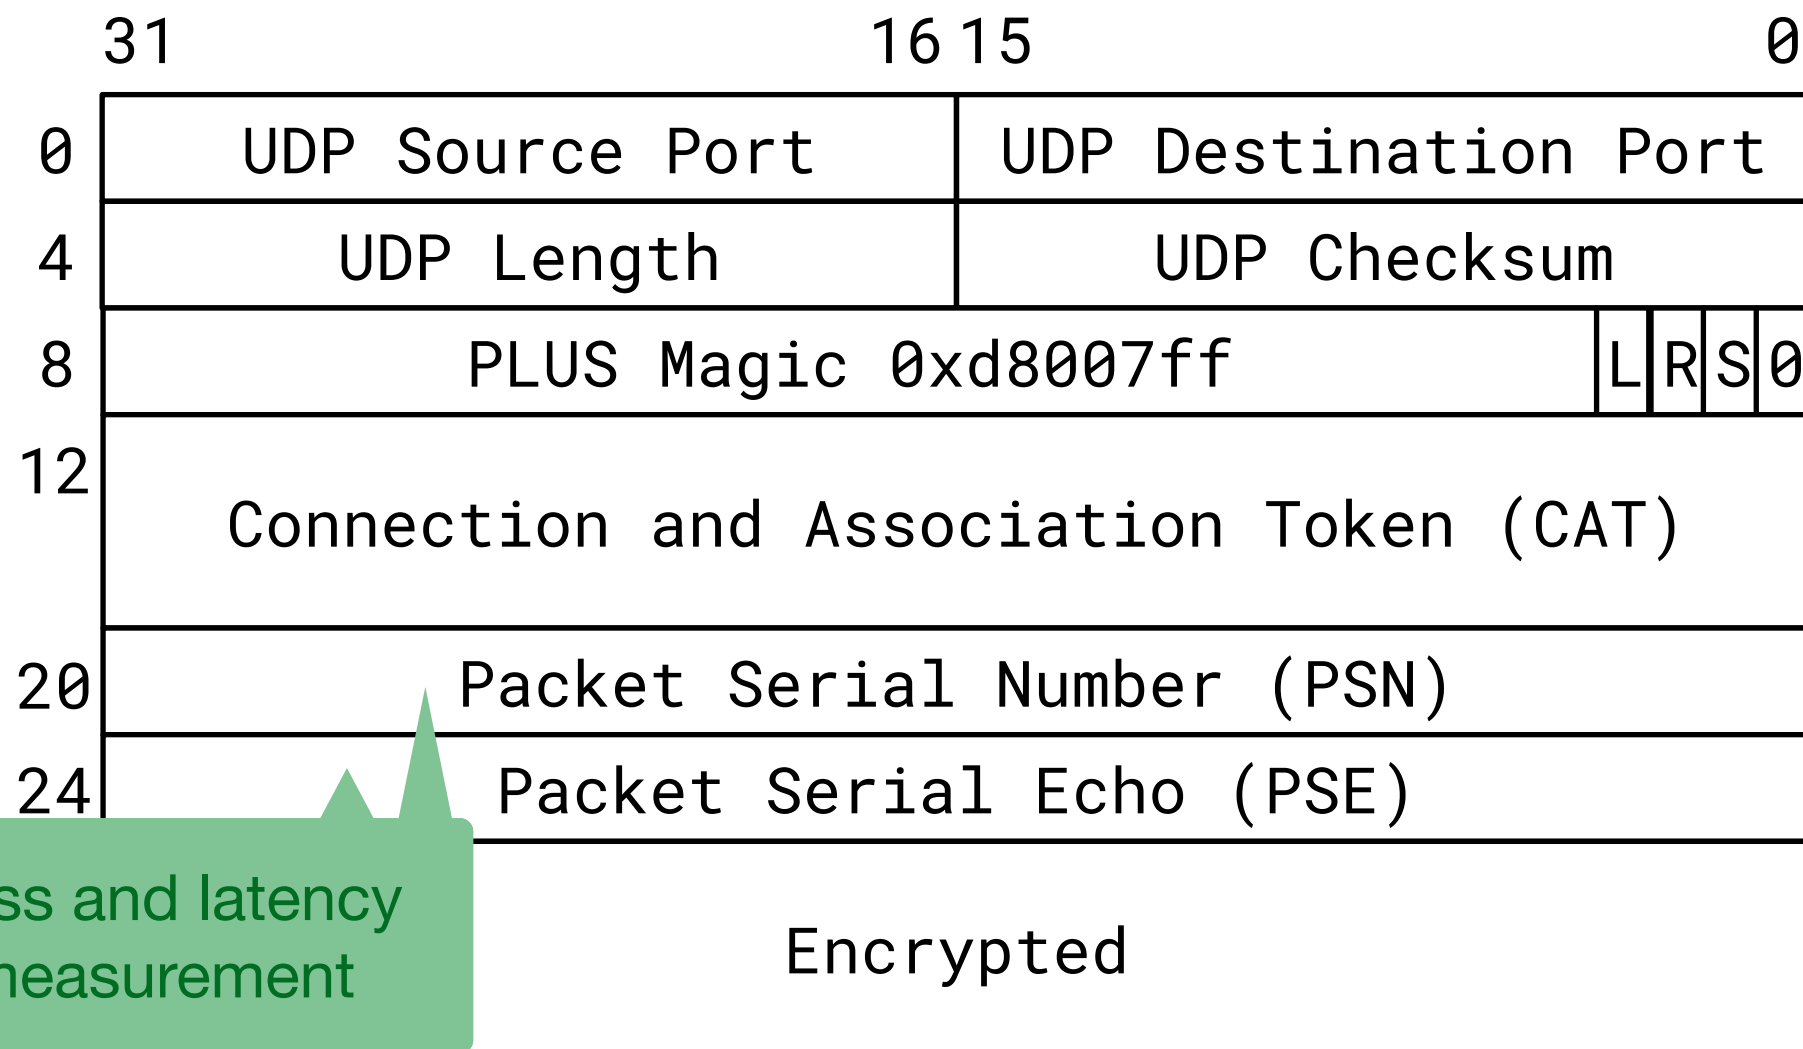 31 16 15 0
0 UDP Source Port UDP Destination Port
4 UDP Length UDP Checksum
8 PLUS Magic 0xd8007ff L R S 0
12
Connection and Association Token (CAT)
20 Packet Serial Number (PSN)
24 Packet Serial Echo (PSE)
ss and latency
Encrypted
neasurement